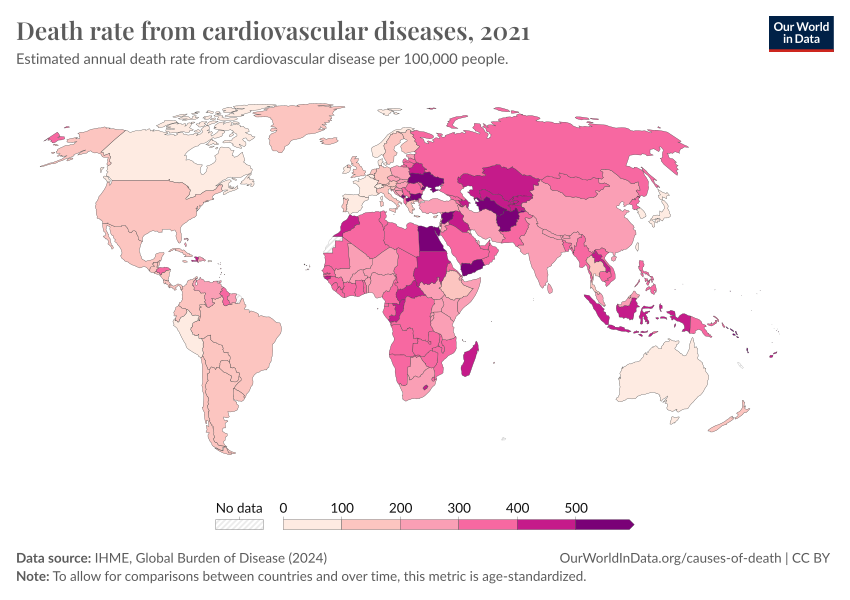 Death rate from cardiovascular diseases, 2021
Our World
in Data
Estimated annual death rate from cardiovascular disease per 100,000 people.
No data
0
100
200
300
400
500
Data source: IHME, Global Burden of Disease (2024)
OurWorldInData.org/causes-of-death | CC BY
Note: To allow for comparisons between countries and over time, this metric is age-standardized.